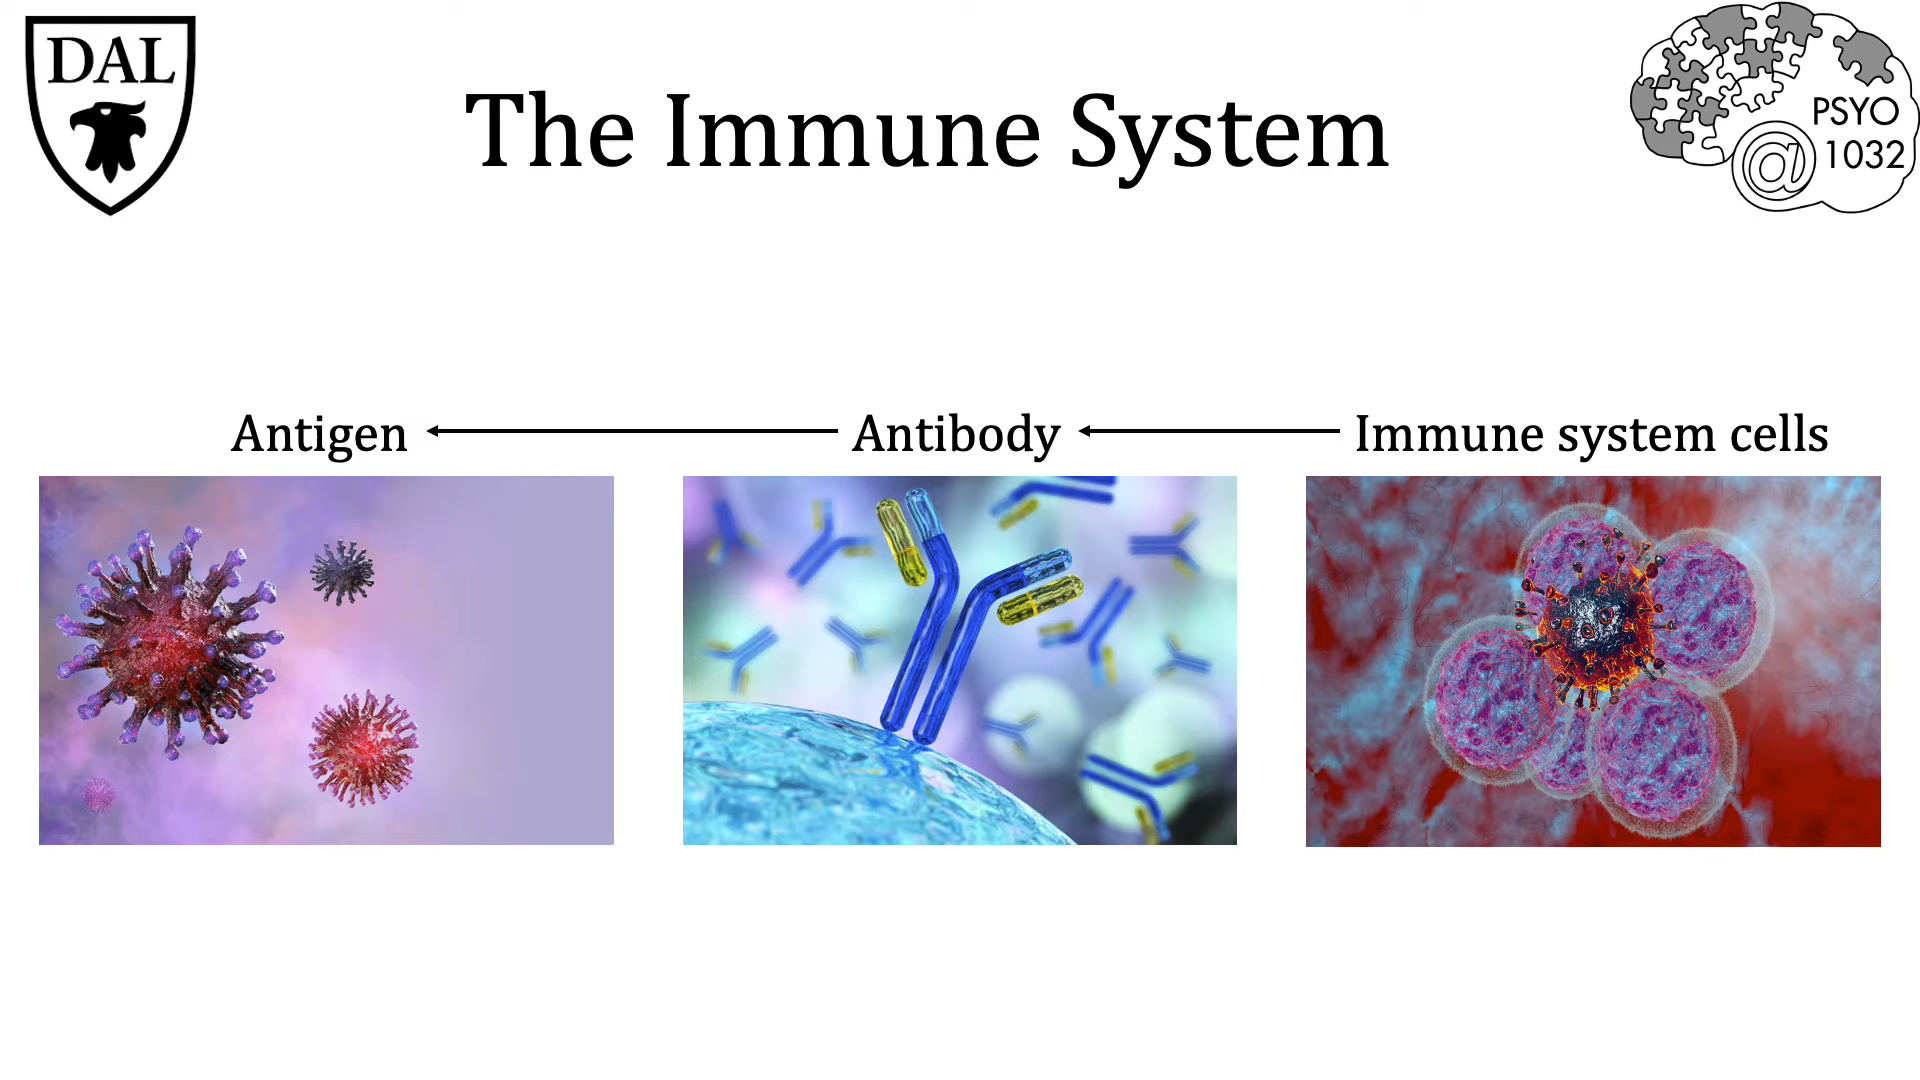 DAL
The Immune System
PSYO
@ 1032
Antigen
Antibody
Immune system cells